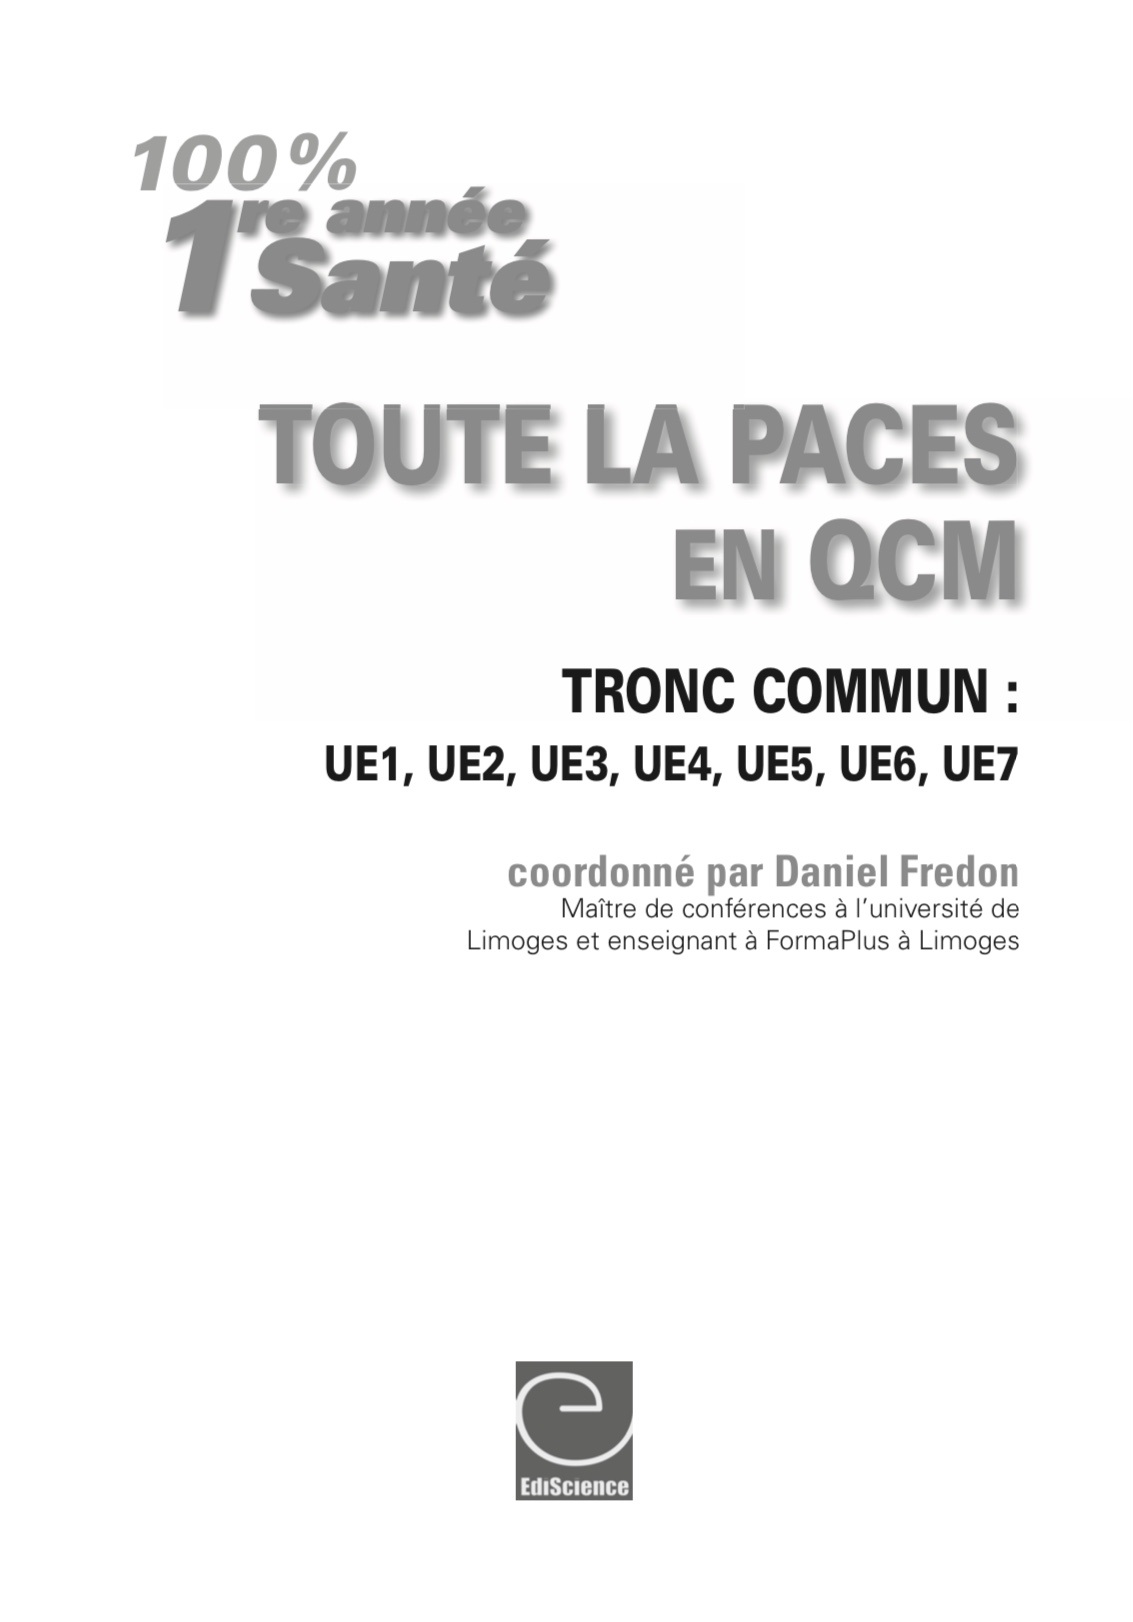 100 %
1re année
Santé
TOUTE LA PACES
EN QCM
TRONC COMMUN :
UE1, UE2, UE3, UE4, UE5, UE6, UE7
coordonné par Daniel Fredon
Maître de conférences à l’université de
Limoges et enseignant à FormaPlus à Limoges
EdiScience